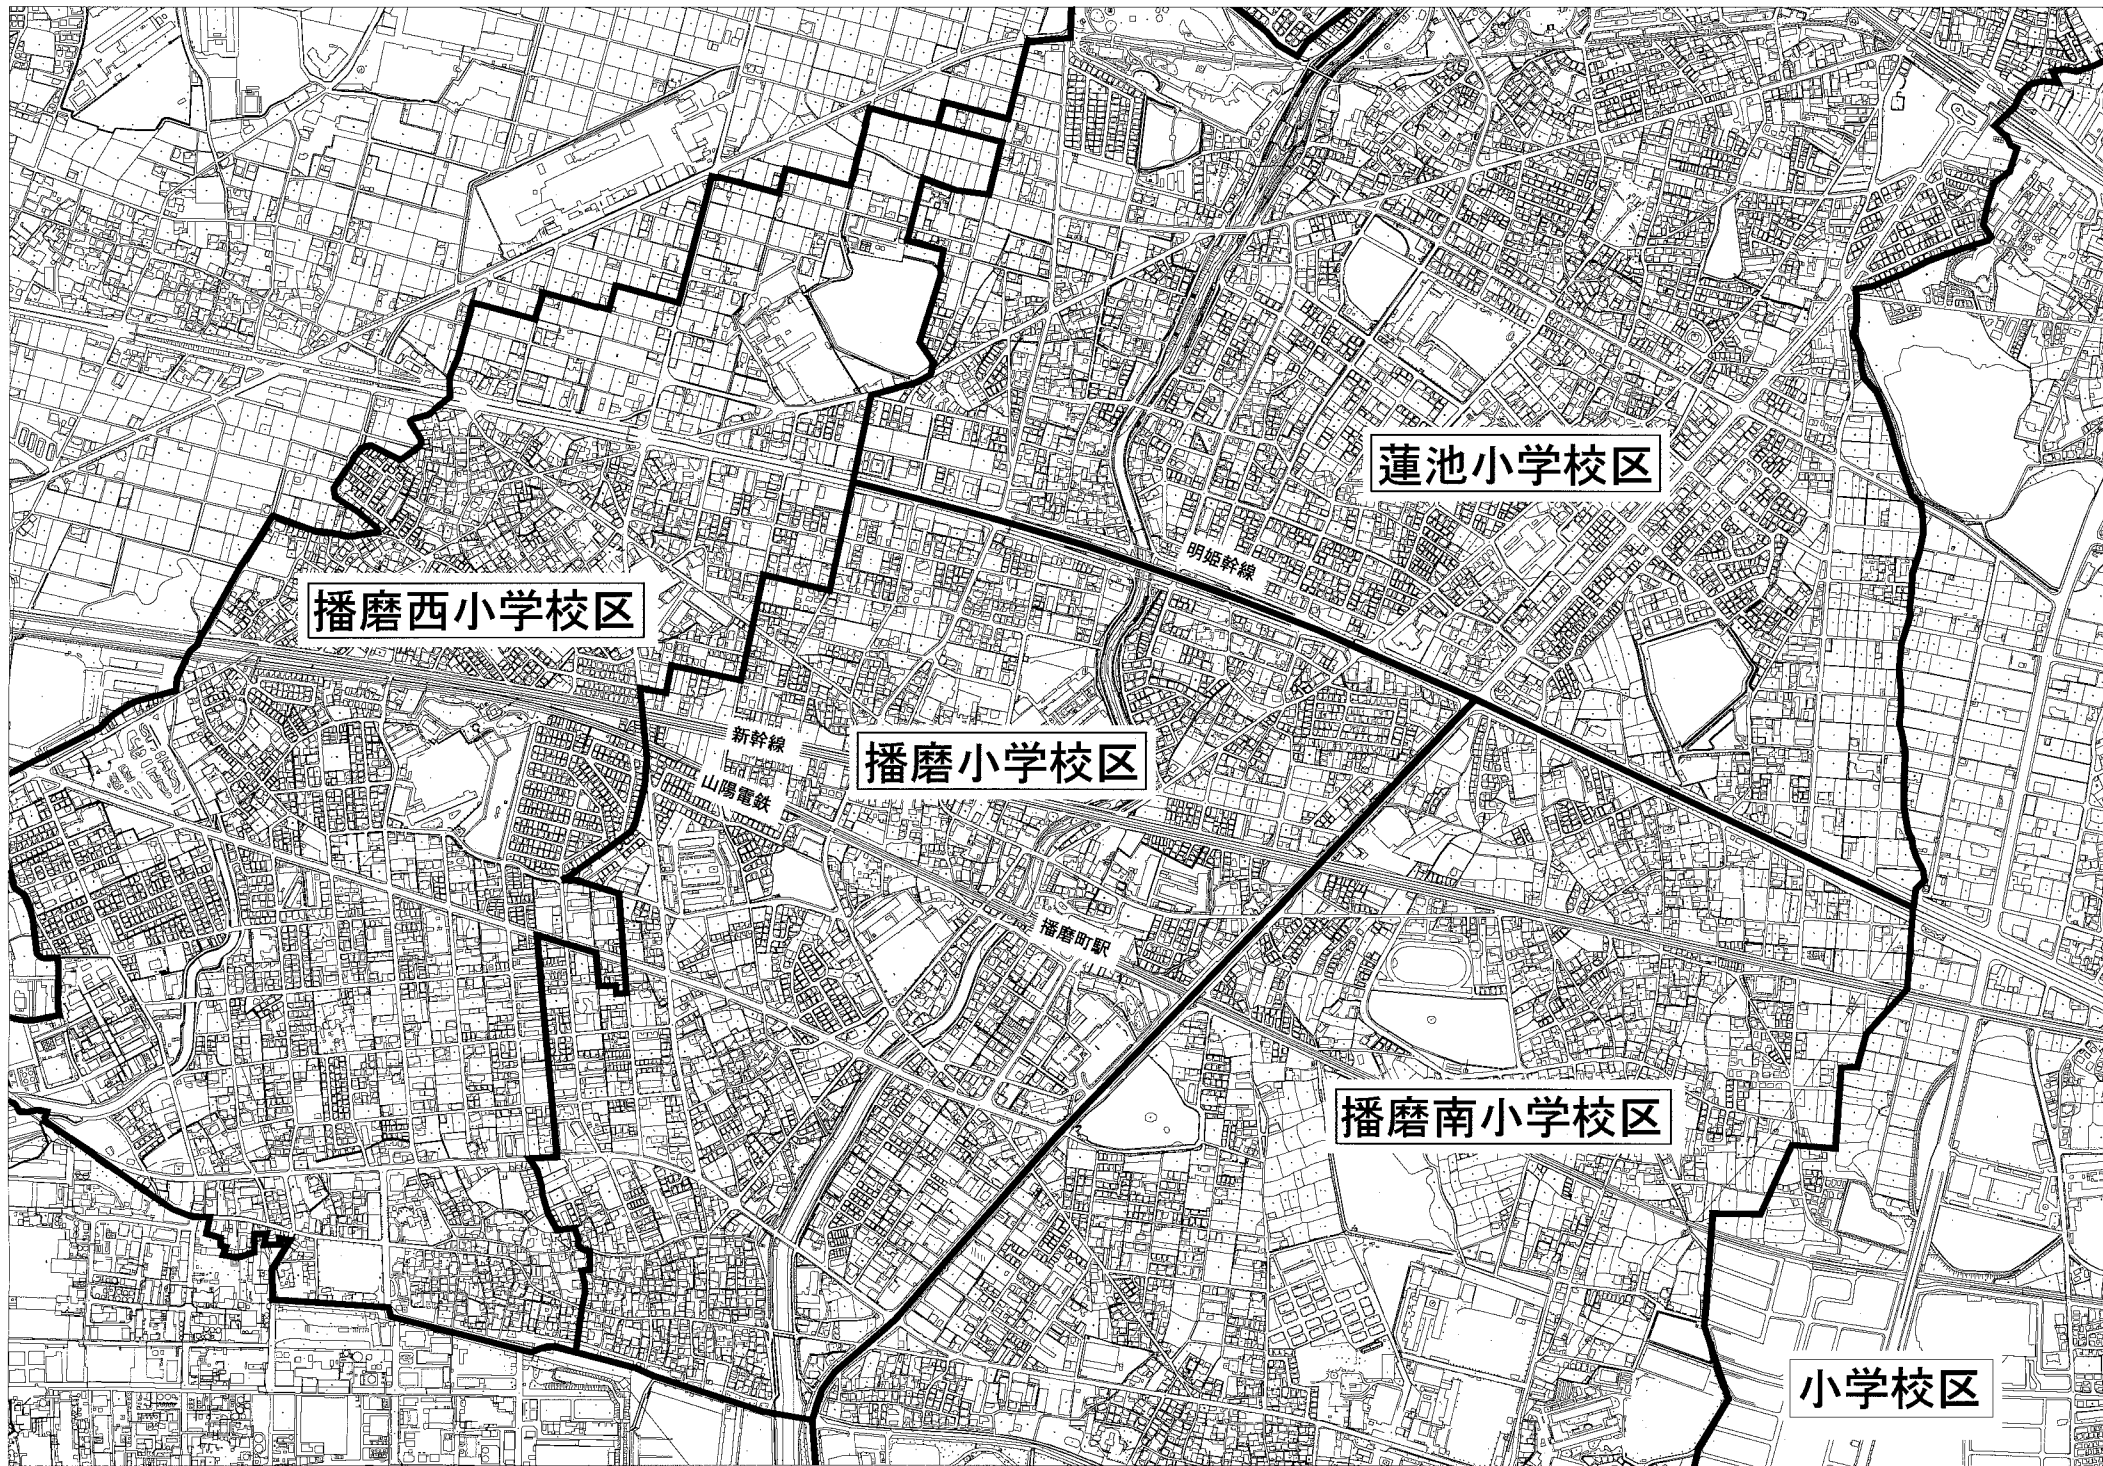 蓮池小学校区
明姫幹線
播磨西小学校区
新幹線
播磨小学校区
山陽電鉄
播磨町駅
播磨南小学校区
小学校区